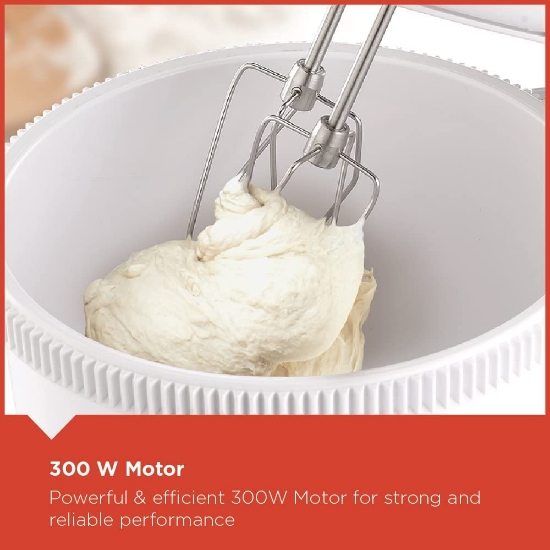 300 W Motor
Powerful & efficient 300W Motor for strong and
reliable performance